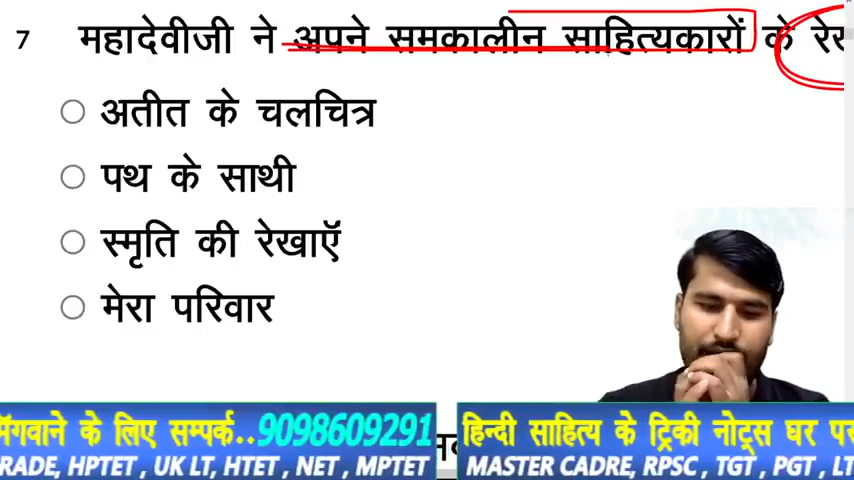 7 महादेवीजी ने अपने समकालीन साहित्यकारों के
अतीत के चलचित्र
पथ के साथी
स्मृति की रेखाएॅ
मेरा परिवार
मँगवाने के लिए सम्पर्क..9098609291
हिन्दी साहित्य के ट्रिकी नोट्स घर
RADE, HPTET , UK LT, HTET , NET , MPTET
MASTER CADRE, RPSC , TGT , PGT , LT